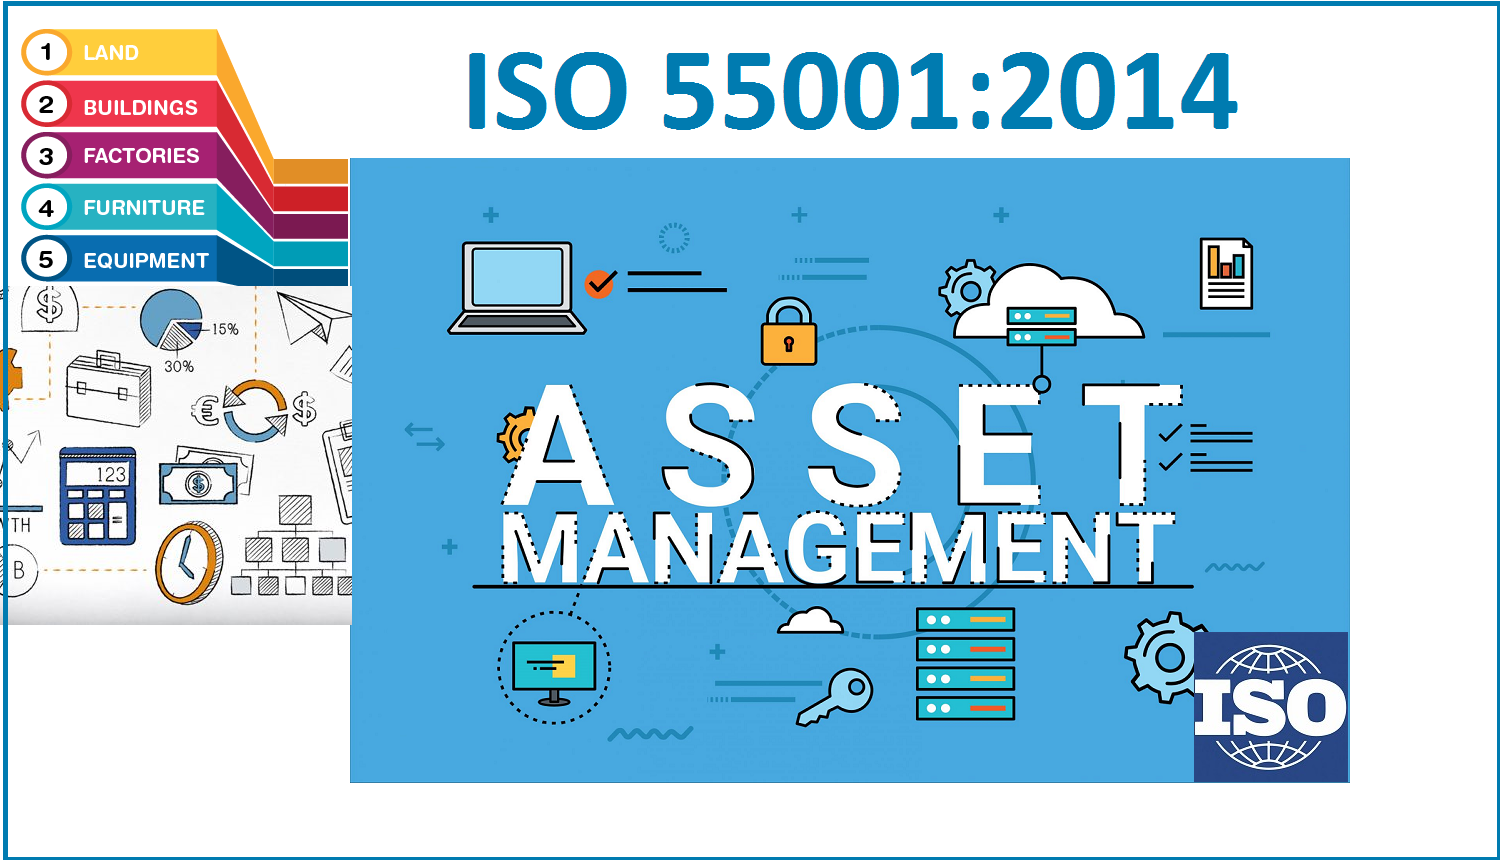 ISO 55001:2014
1 LAND
2 BUILDINGS
3 FACTORIES
4 FURNITURE
5 EQUIPMENT
$
15%
30%
€ $
123
$
TH
B
ASSET
MANAGEMENT
ISO